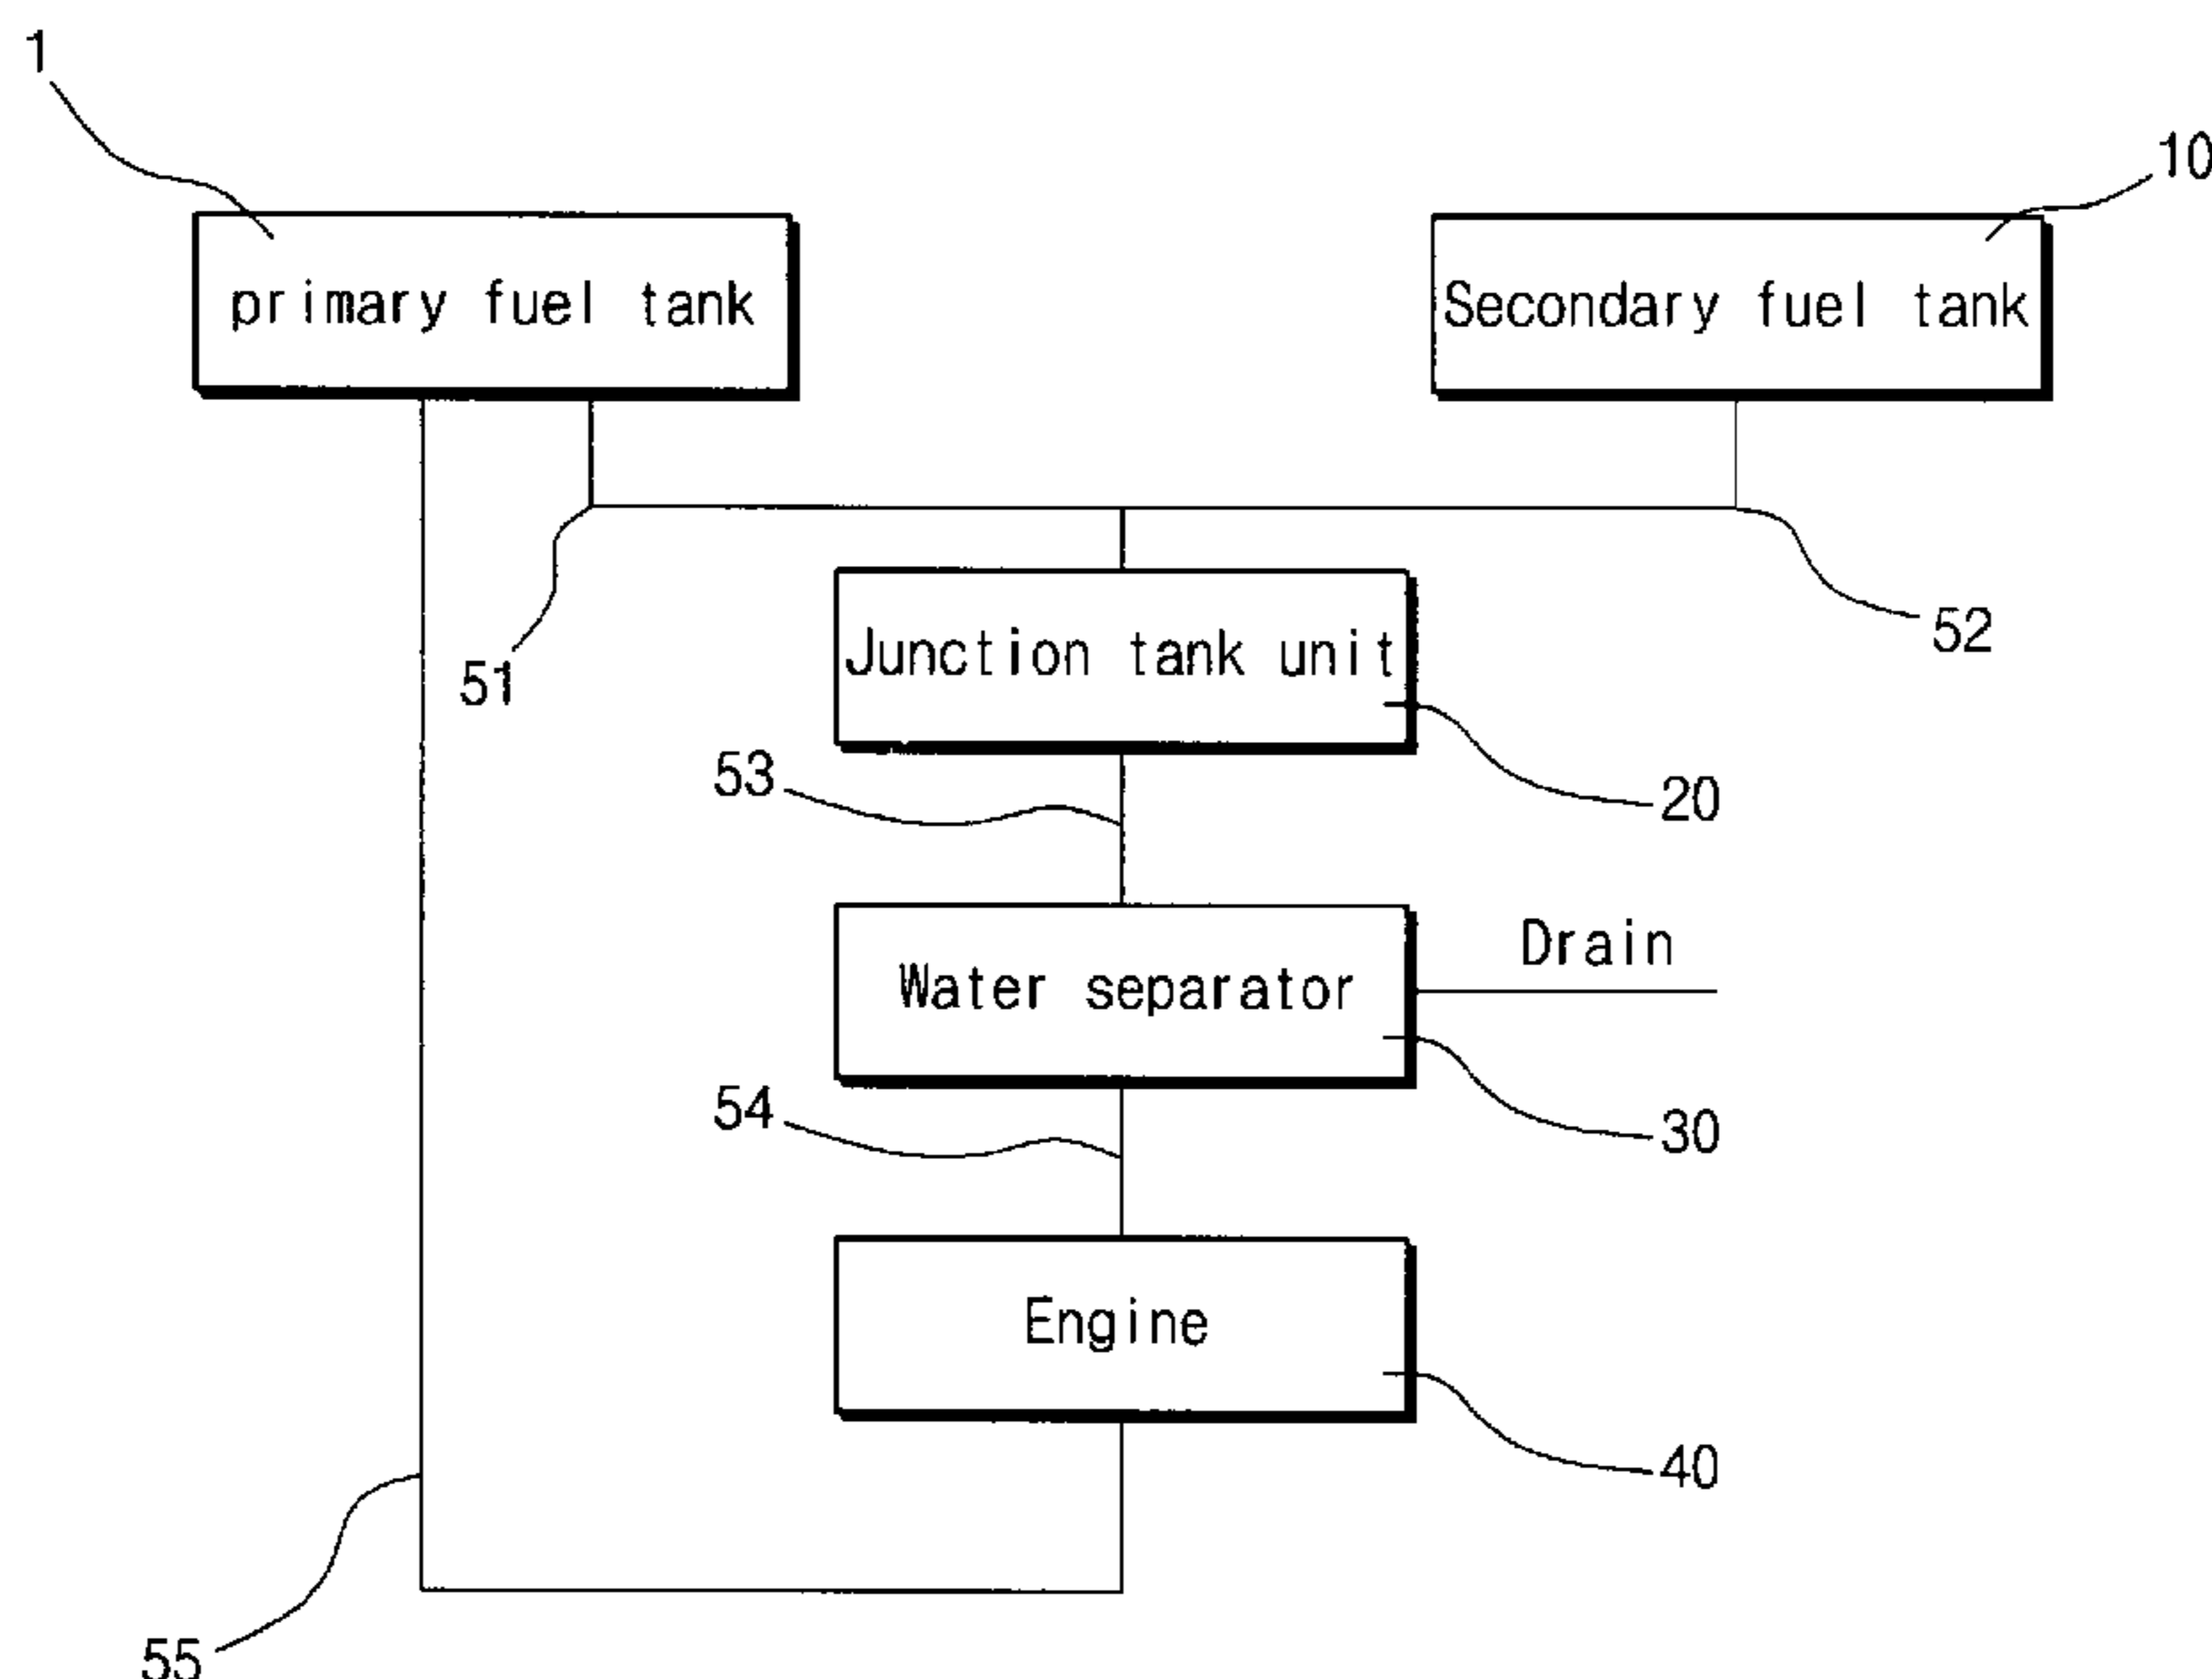 1
10
primary fuel tank
Secondary fuel tank
51
52
Junction tank unit
53
20
Drain
Water separator
54
30
Engine
40
55